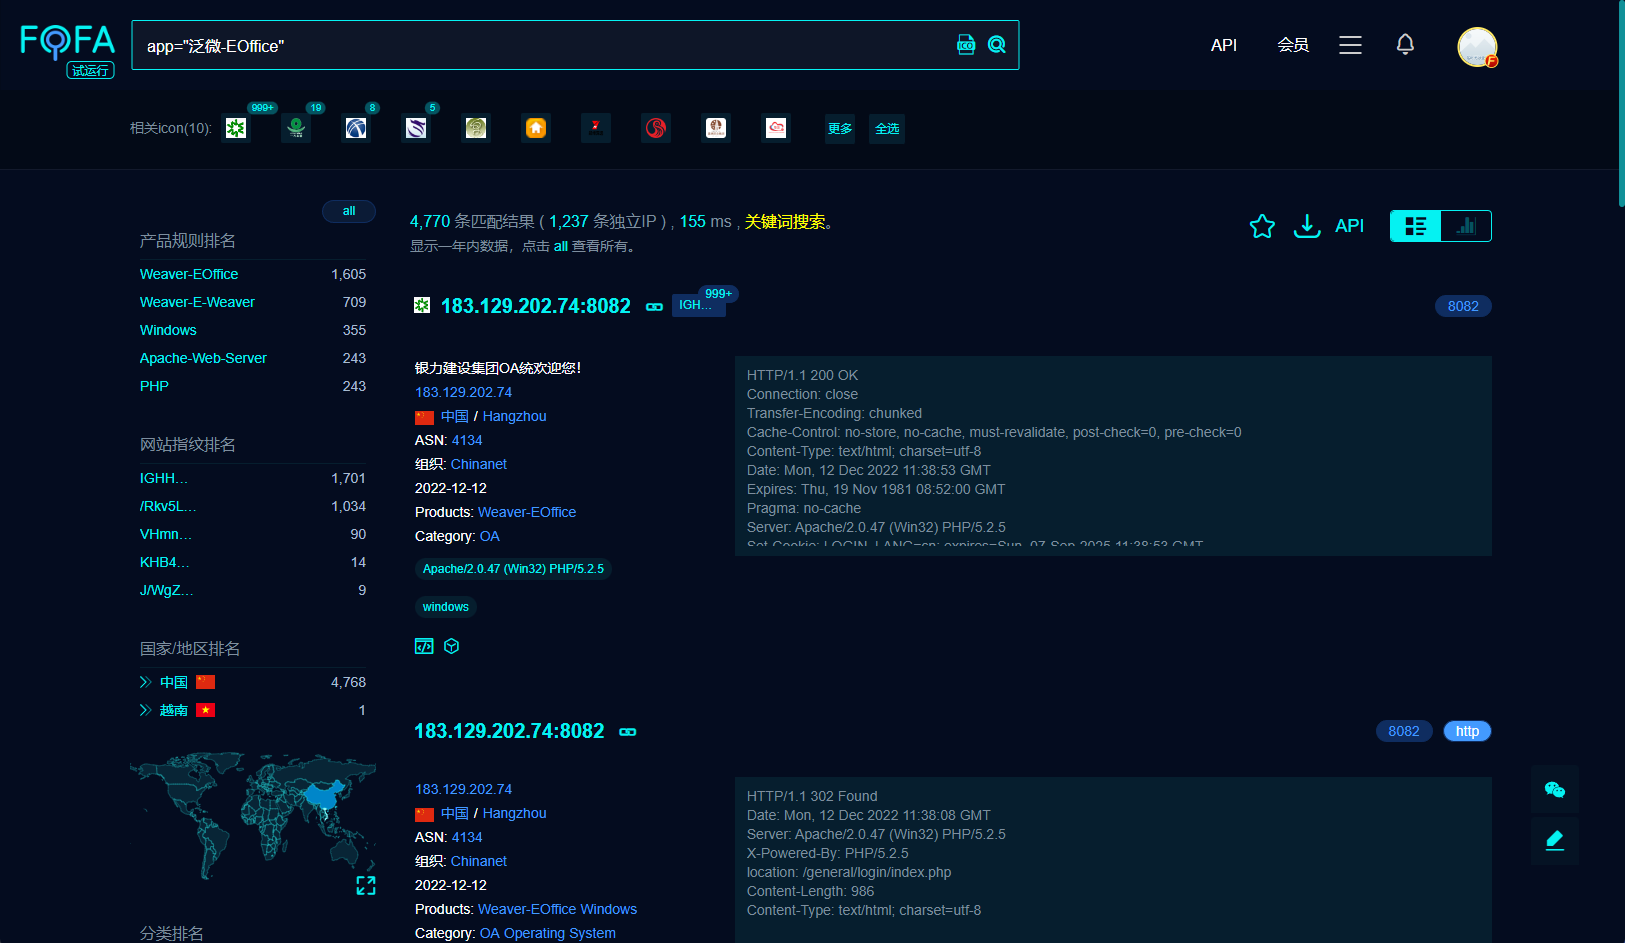 FOFA
试运行
app="泛微-EOffice"
ICO
API
会员
F
相关icon(10):
999+
19
8
5
更多
全选
all
产品规则排名
Weaver-EOffice 1,605
Weaver-E-Weaver 709
Windows 355
Apache-Web-Server 243
PHP 243
网站指纹排名
IGHH... 1,701
/Rkv5L... 1,034
VHmn... 90
KHB4... 14
J/WgZ... 9
国家/地区排名
中国 4,768
越南 1
分类排名
4,770 条匹配结果 ( 1,237 条独立IP ) , 155 ms , 关键词搜索。
显示一年内数据，点击 all 查看所有。
API
183.129.202.74:8082
IGH...
999+
8082
银力建设集团OA统欢迎您!
183.129.202.74
中国 / Hangzhou
ASN: 4134
组织: Chinanet
2022-12-12
Products: Weaver-EOffice
Category: OA
Apache/2.0.47 (Win32) PHP/5.2.5
windows
HTTP/1.1 200 OK
Connection: close
Transfer-Encoding: chunked
Cache-Control: no-store, no-cache, must-revalidate, post-check=0, pre-check=0
Content-Type: text/html; charset=utf-8
Date: Mon, 12 Dec 2022 11:38:53 GMT
Expires: Thu, 19 Nov 1981 08:52:00 GMT
Pragma: no-cache
Server: Apache/2.0.47 (Win32) PHP/5.2.5
Set-Cookie: LOGIN_LANG=cn; expires=Sun, 07-Sep-2025 11:38:53 GMT
183.129.202.74:8082
8082
http
183.129.202.74
中国 / Hangzhou
ASN: 4134
组织: Chinanet
2022-12-12
Products: Weaver-EOffice Windows
Category: OA Operating System
HTTP/1.1 302 Found
Date: Mon, 12 Dec 2022 11:38:08 GMT
Server: Apache/2.0.47 (Win32) PHP/5.2.5
X-Powered-By: PHP/5.2.5
location: /general/login/index.php
Content-Length: 986
Content-Type: text/html; charset=utf-8